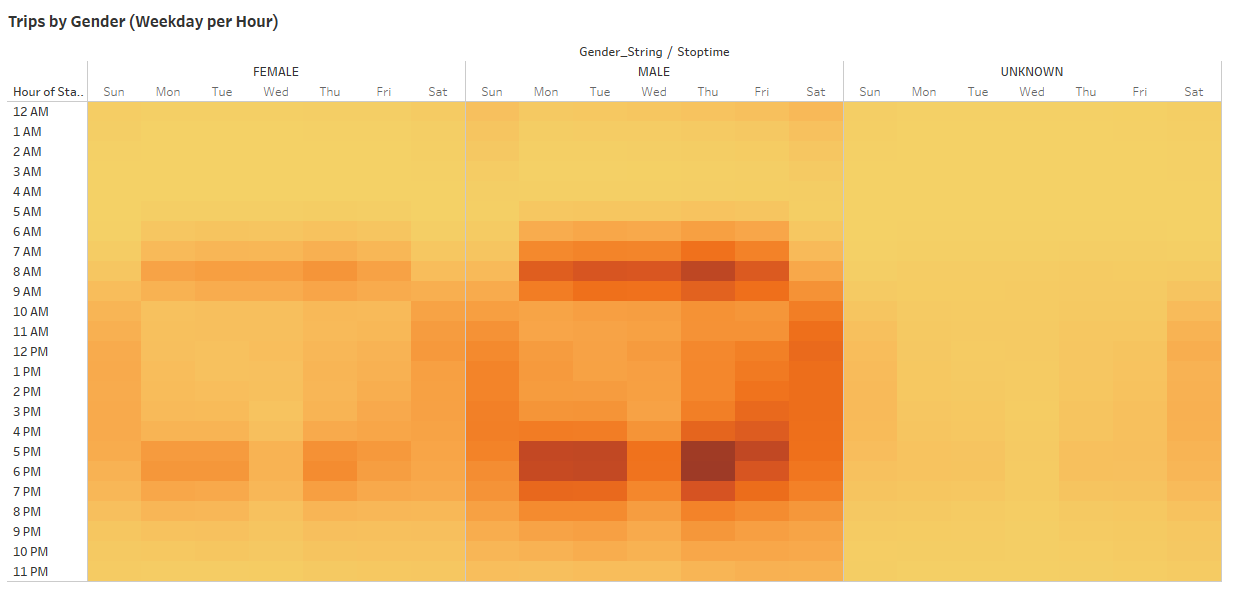 Trips by Gender (Weekday per Hour)
Gender_String / Stoptime
FEMALE MALE UNKNOWN
Hour of Sta.. Sun Mon Tue Wed Thu Fri Sat Sun Mon Tue Wed Thu Fri Sat Sun Mon Tue Wed Thu Fri Sat
12 AM
1 AM
2 AM
3 AM
4 AM
5 AM
6 AM
7 AM
8 AM
9 AM
10 AM
11 AM
12 PM
1 PM
2 PM
3 PM
4 PM
5 PM
6 PM
7 PM
8 PM
9 PM
10 PM
11 PM